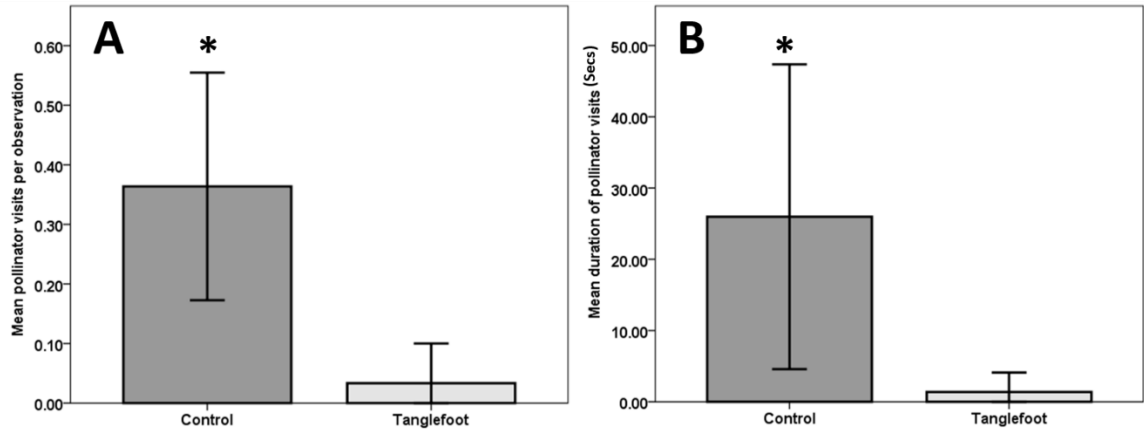 A
*
Mean pollinator visits per observation
0.60
0.50
0.40
0.30
0.20
0.10
0.00
Control
Tanglefoot
B
*
Mean duration of pollinator visits (Secs)
50.00
40.00
30.00
20.00
10.00
0.00
Control
Tanglefoot